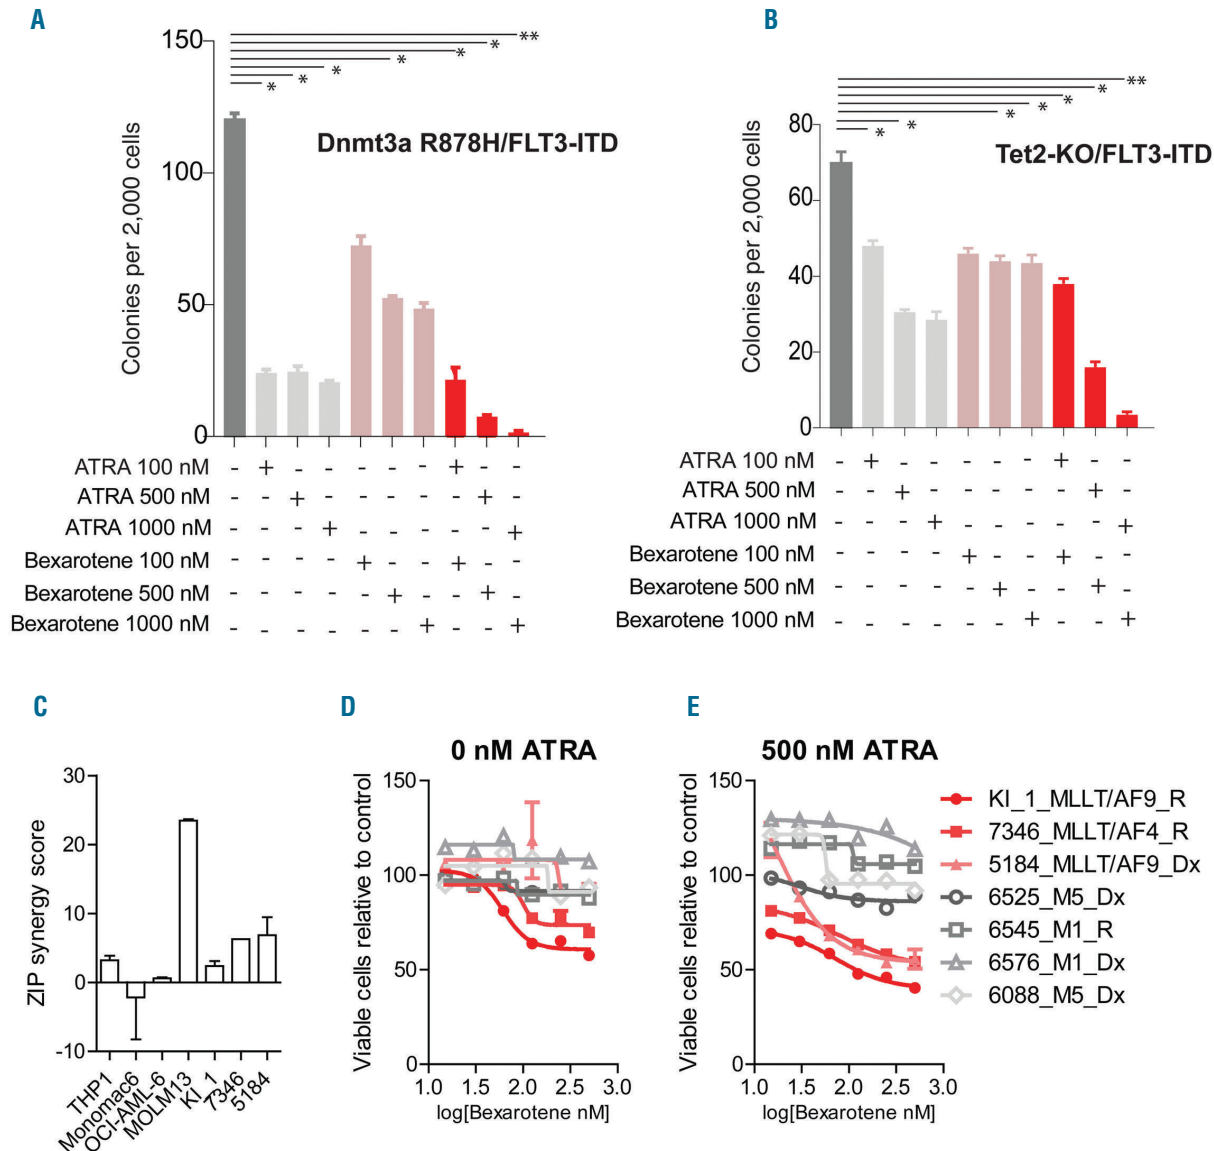 A
150
100
50
0
Colonies per 2,000 cells
Dnmt3a R878H/FLT3-ITD
* * * * * * **
ATRA 100 nM - + - - - - - + - -
ATRA 500 nM - - + - - - - - + -
ATRA 1000 nM - - - + - - - - - +
Bexarotene 100 nM - - - - + - - + - -
Bexarotene 500 nM - - - - - + - - + -
Bexarotene 1000 nM - - - - - - + - - +
B
80
60
40
20
0
Colonies per 2,000 cells
Tet2-KO/FLT3-ITD
* * * * * * **
ATRA 100 nM - + - - - - - + - -
ATRA 500 nM - - + - - - - - + -
ATRA 1000 nM - - - + - - - - - +
Bexarotene 100 nM - - - - + - - + - -
Bexarotene 500 nM - - - - - + - - + -
Bexarotene 1000 nM - - - - - - + - - +
C
30
20
10
0
-10
ZIP synergy score
THP1
Monomac6
OCI-AML-6
MOLM13
KI_1
7346
5184
D
0 nM ATRA
150
100
50
0
Viable cells relative to control
1.0 1.5 2.0 2.5 3.0
log[Bexarotene nM]
E
500 nM ATRA
150
100
50
0
Viable cells relative to control
1.0 1.5 2.0 2.5 3.0
log[Bexarotene nM]
KI_1_MLLT/AF9_R
7346_MLLT/AF4_R
5184_MLLT/AF9_Dx
6525_M5_Dx
6545_M1_R
6576_M1_Dx
6088_M5_Dx